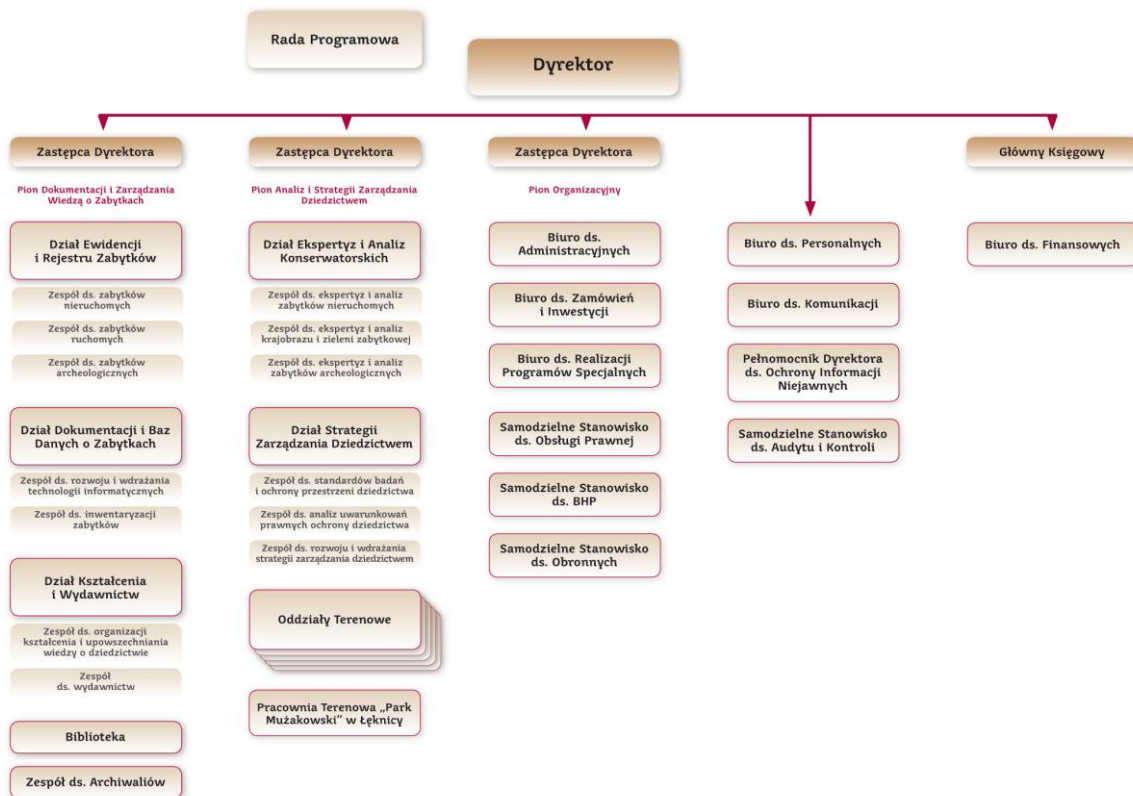 Rada Programowa
Dyrektor
Zastępca Dyrektora
Pion Dokumentacji i Zarządzania
Wiedzą o Zabytkach
Dział Ewidencji
i Rejestru Zabytków
Zespół ds. zabytków
nieruchomych
Zespół ds. zabytków
ruchomych
Zespół ds. zabytków
archeologicznych
Dział Dokumentacji i Baz
Danych o Zabytkach
Zespół ds. rozwoju i wdrażania
technologii informatycznych
Zespół ds. inwentaryzacji
zabytków
Dział Kształcenia
i Wydawnictw
Zespół ds. organizacji
kształcenia i upowszechniania
wiedzy o dziedzictwie
Zespół
ds. wydawnictw
Biblioteka
Zespół ds. Archiwaliów
Zastępca Dyrektora
Pion Analiz i Strategii Zarządzania
Dziedzictwem
Dział Ekspertyz i Analiz
Konserwatorskich
Zespół ds. ekspertyz i analiz
zabytków nieruchomych
Zespół ds. ekspertyz i analiz
krajobrazu i zieleni zabytkowej
Zespół ds. ekspertyz i analiz
zabytków archeologicznych
Dział Strategii
Zarządzania Dziedzictwem
Zespół ds. standardów badań
i ochrony przestrzeni dziedzictwa
Zespół ds. analiz uwarunkowań
prawnych ochrony dziedzictwa
Zespół ds. rozwoju i wdrażania
strategii zarządzania dziedzictwem
Oddziały Terenowe
Pracownia Terenowa „Park
Mużakowski” w Łęknicy
Zastępca Dyrektora
Pion Organizacyjny
Biuro ds.
Administracyjnych
Biuro ds. Zamówień
i Inwestycji
Biuro ds. Realizacji
Programów Specjalnych
Samodzielne Stanowisko
ds. Obsługi Prawnej
Samodzielne Stanowisko
ds. BHP
Samodzielne Stanowisko
ds. Obronnych
Biuro ds. Personalnych
Biuro ds. Komunikacji
Pełnomocnik Dyrektora
ds. Ochrony Informacji
Niejawnych
Samodzielne Stanowisko
ds. Audytu i Kontroli
Główny Księgowy
Biuro ds. Finansowych